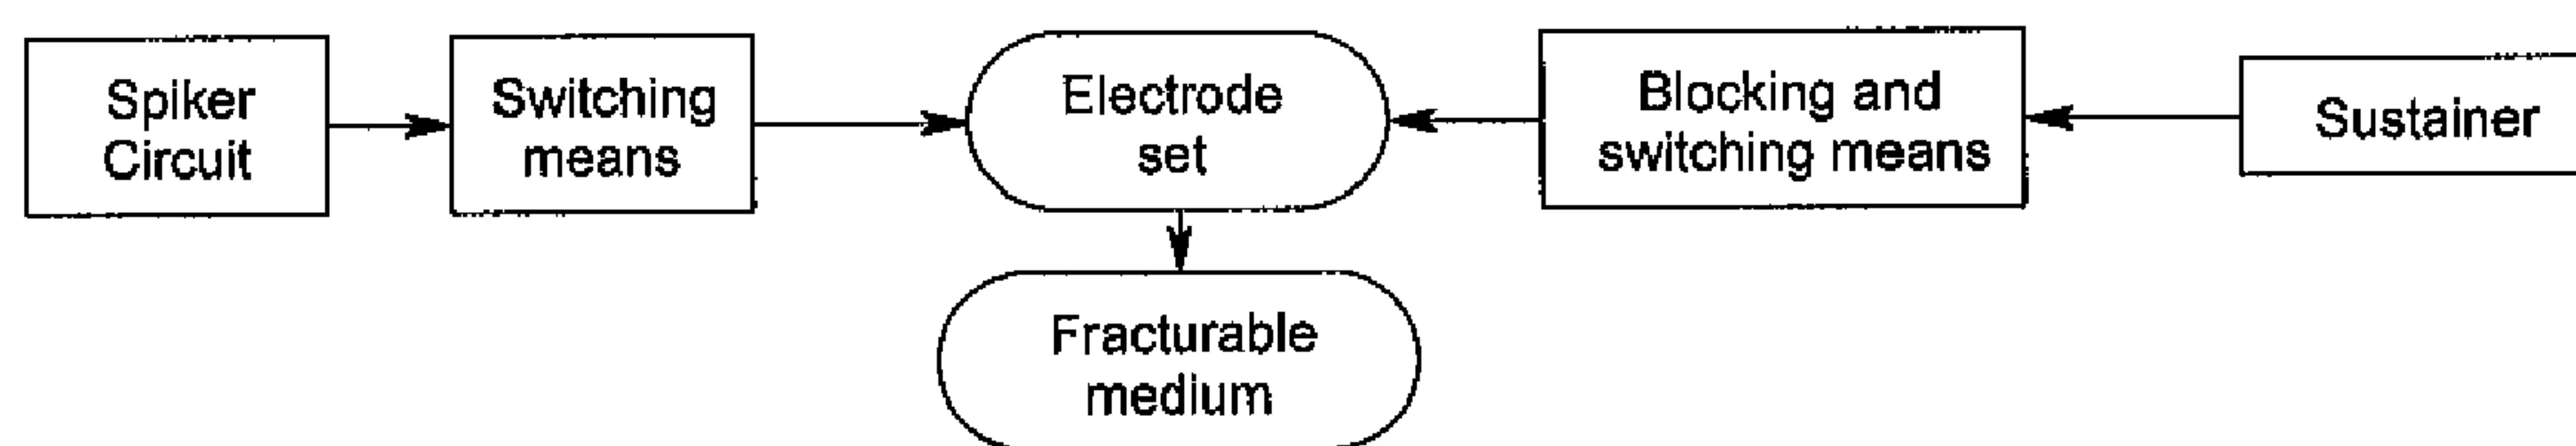 Spiker
Circuit
Switching
means
Electrode
set
Blocking and
switching means
Sustainer
Fracturable
medium